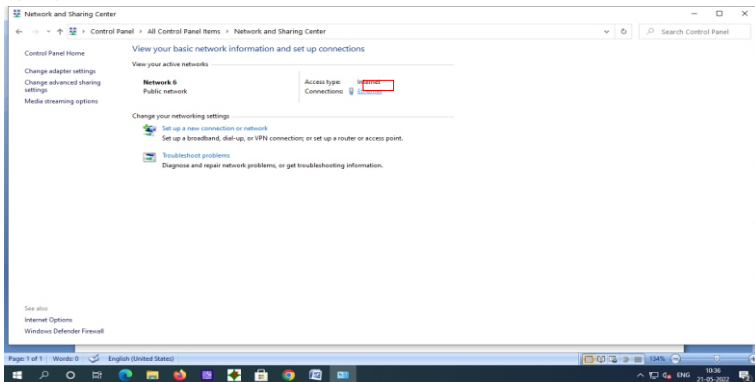 Network and Sharing Center
Control Panel > All Control Panel Items > Network and Sharing Center
Search Control Panel
Control Panel Home
Change adapter settings
Change advanced sharing
settings
Media streaming options
View your basic network information and set up connections
View your active networks
Network 6
Public network
Access type: Internet
Connections: Ethernet
Change your networking settings
Set up a new connection or network
Set up a broadband, dial-up, or VPN connection; or set up a router or access point.
Troubleshoot problems
Diagnose and repair network problems, or get troubleshooting information.
See also
Internet Options
Windows Defender Firewall
Page: 1 of 1 Words: 0 English (United States) 134%
ENG 10:36
21-05-2022